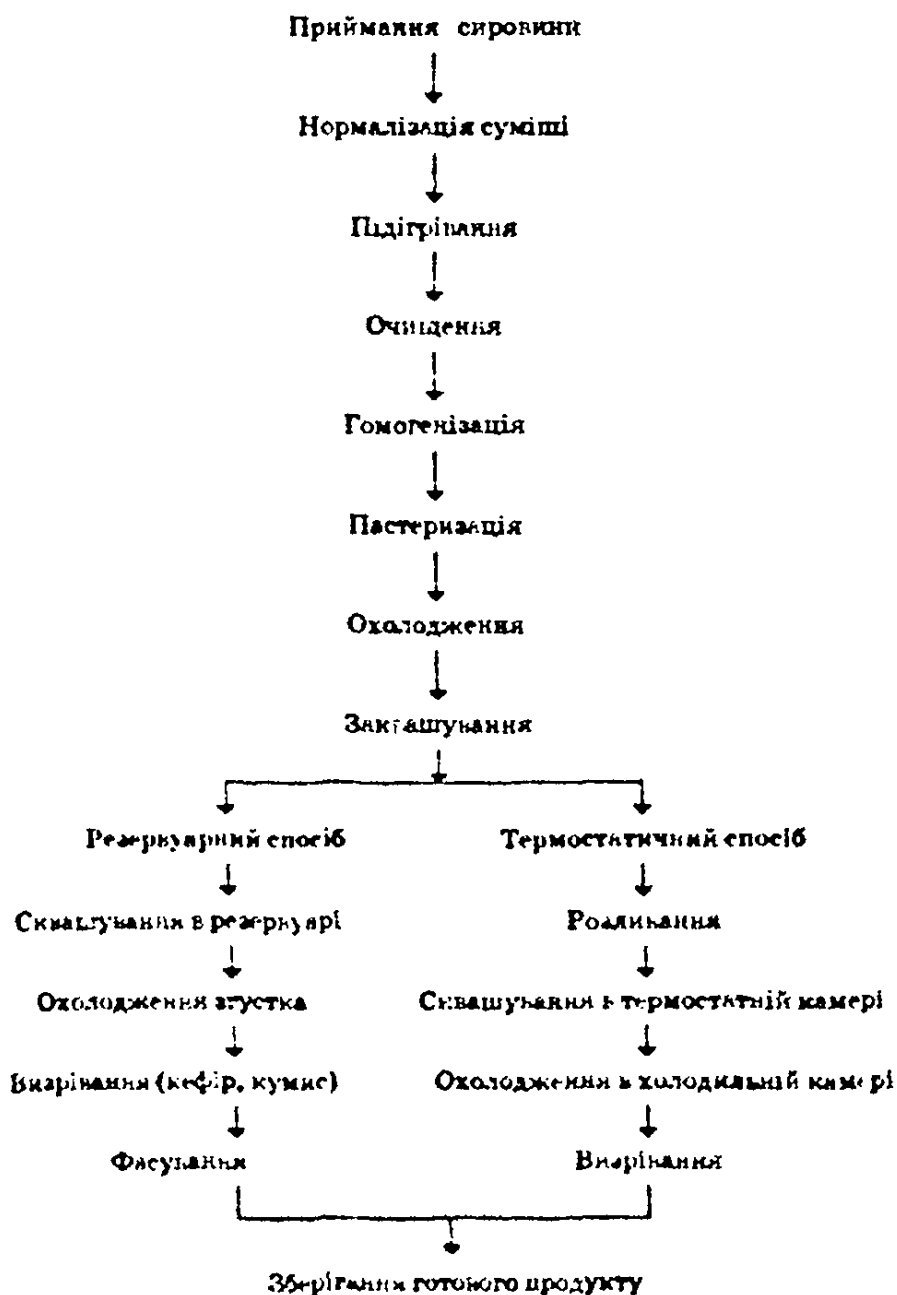 Приймання сировини
Нормалізація суміші
Підігрівання
Очищення
Гомогенізація
Пастеризація
Охолодження
Заквашування
Резервуарний спосіб
Термостатичний спосіб
Сквашування в резервуарі
Розливання
Охолодження згустка
Сквашування в термостатній камері
Визрівання (кефір, кумис)
Охолодження в холодильній камері
Фасування
Визрівання
Зберігання готового продукту